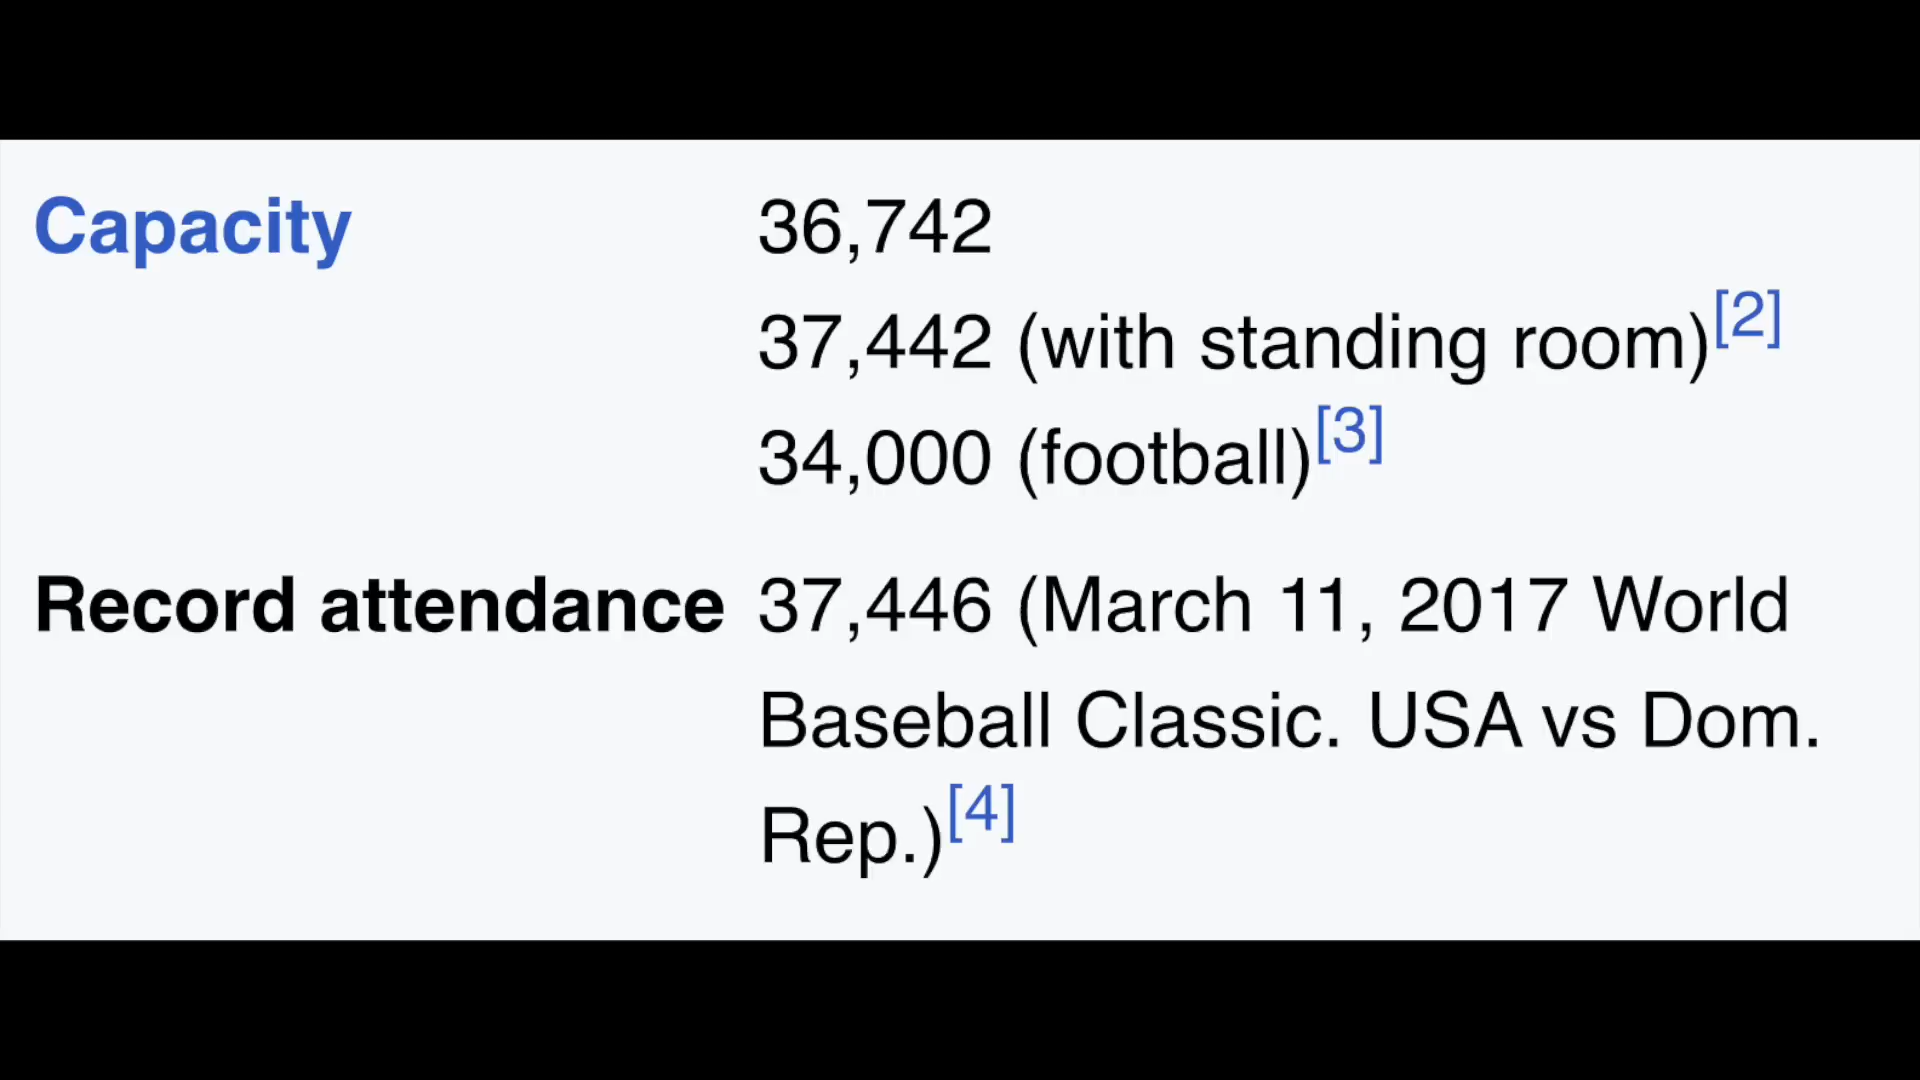 Capacity 36,742
37,442 (with standing room)[2]
34,000 (football)[3]
Record attendance 37,446 (March 11, 2017 World
Baseball Classic. USA vs Dom.
Rep.)[4]